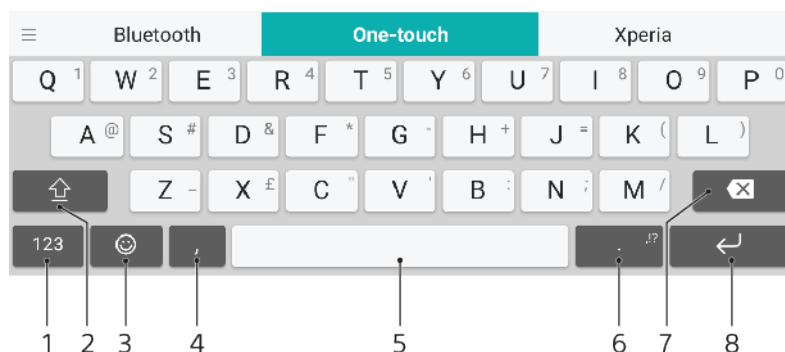 Bluetooth One-touch Xperia
Q 1 W 2 E 3 R 4 T 5 Y 6 U 7 I 8 O 9 P 0
A @ S # D & F * G - H + J = K ( L )
Z _ X £ C " V ' B : N ; M /
123 , . ,!?
1 2 3 4 5 6 7 8